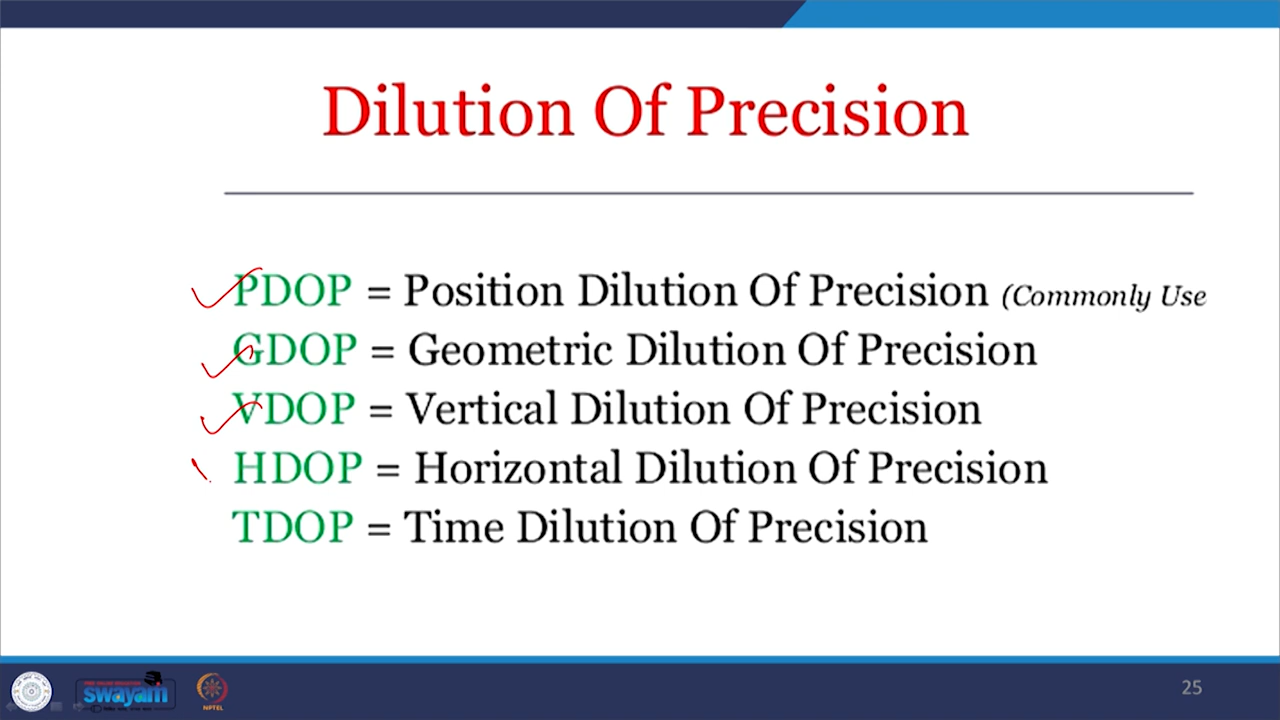 Dilution Of Precision
PDOP = Position Dilution Of Precision (Commonly Use
GDOP = Geometric Dilution Of Precision
VDOP = Vertical Dilution Of Precision
HDOP = Horizontal Dilution Of Precision
TDOP = Time Dilution Of Precision
swayam
NPTEL
25